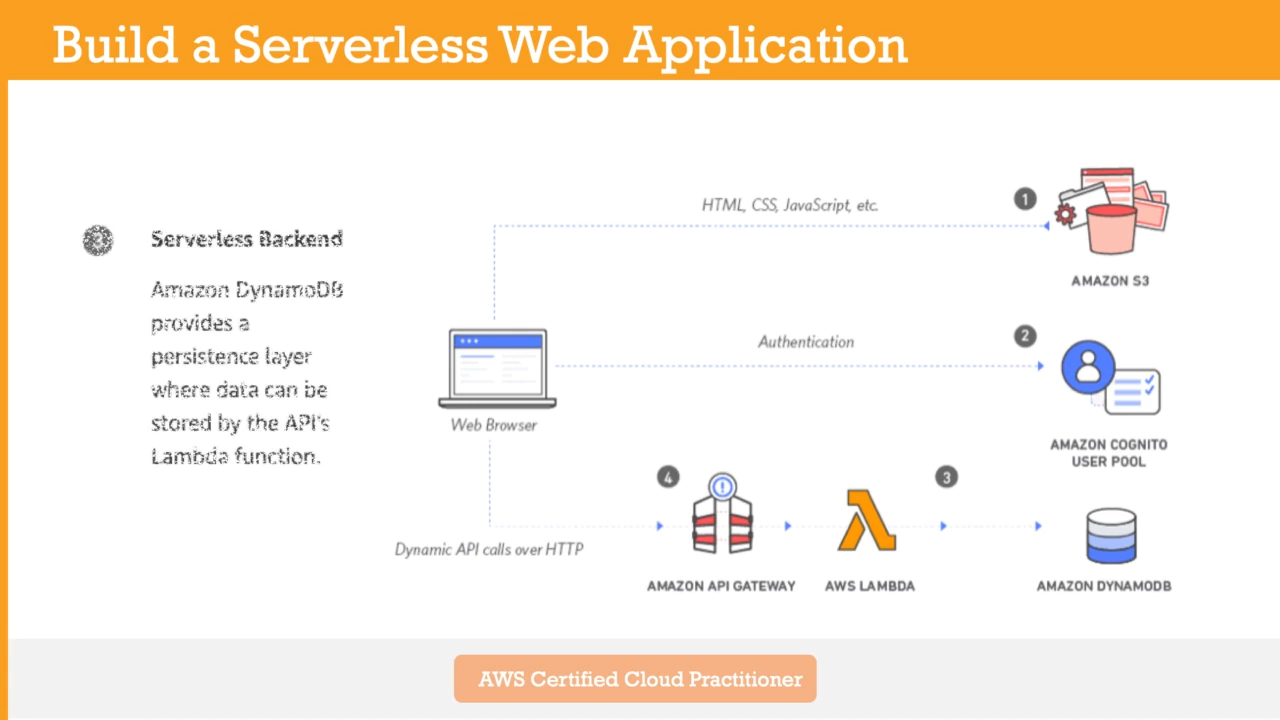 Build a Serverless Web Application
HTML, CSS, JavaScript, etc.
1
AMAZON S3
3
Serverless Backend
Amazon DynamoDB
provides a
persistence layer
where data can be
stored by the API's
Lambda function.
Authentication
2
Web Browser
AMAZON COGNITO
USER POOL
4
3
Dynamic API calls over HTTP
AMAZON API GATEWAY
AWS LAMBDA
AMAZON DYNAMODB
AWS Certified Cloud Practitioner